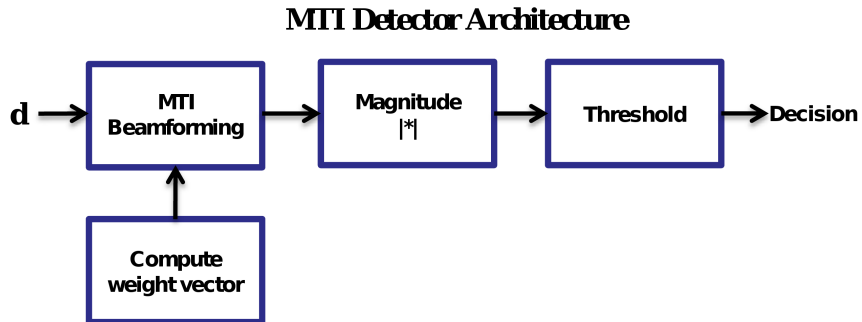 MTI Detector Architecture
d
MTI
Beamforming
Magnitude
|*|
Threshold
Decision
Compute
weight vector